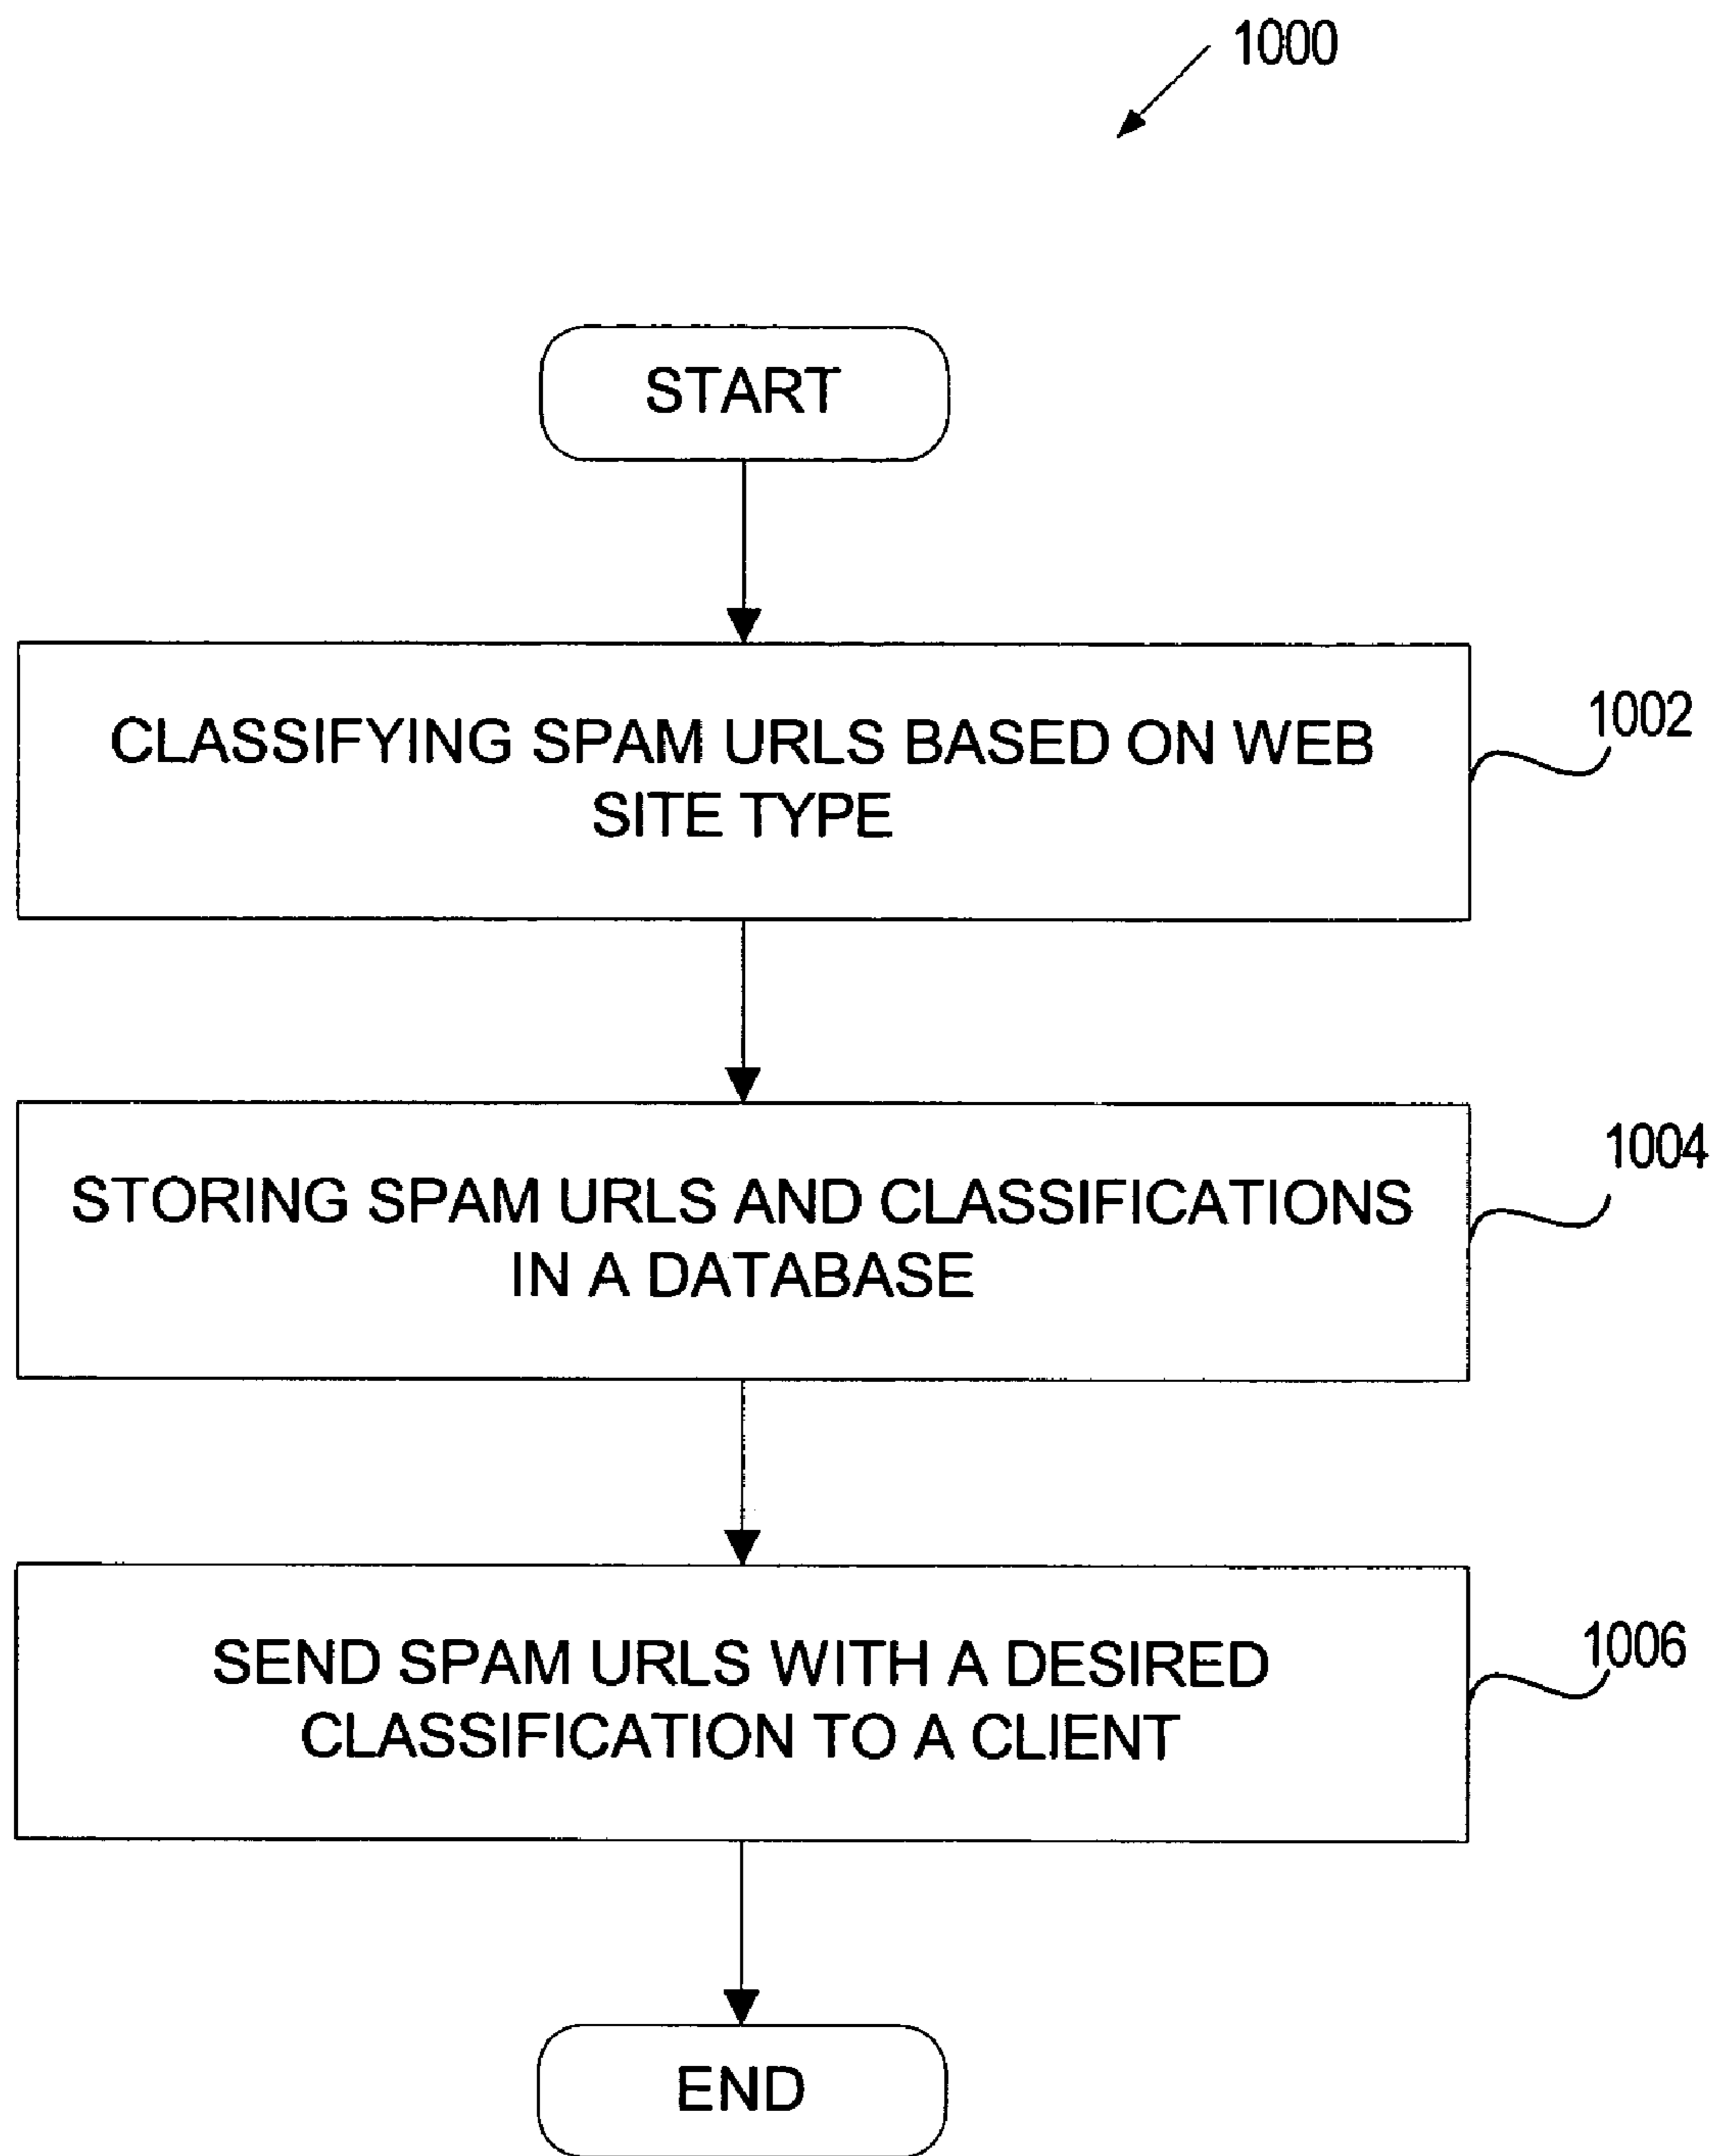 1000
START
CLASSIFYING SPAM URLS BASED ON WEB
SITE TYPE
1002
STORING SPAM URLS AND CLASSIFICATIONS
IN A DATABASE
1004
SEND SPAM URLS WITH A DESIRED
CLASSIFICATION TO A CLIENT
1006
END